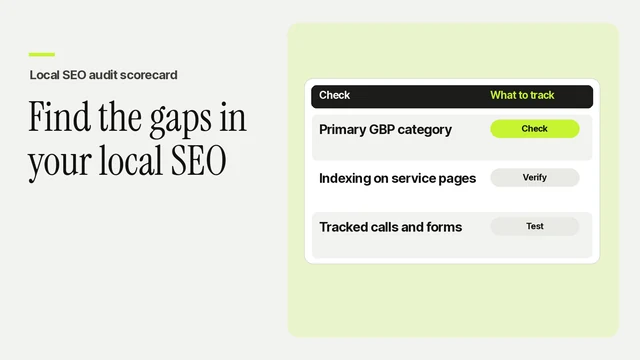 Local SEO audit scorecard
Find the gaps in
your local SEO
Check What to track
Primary GBP category Check
Indexing on service pages Verify
Tracked calls and forms Test